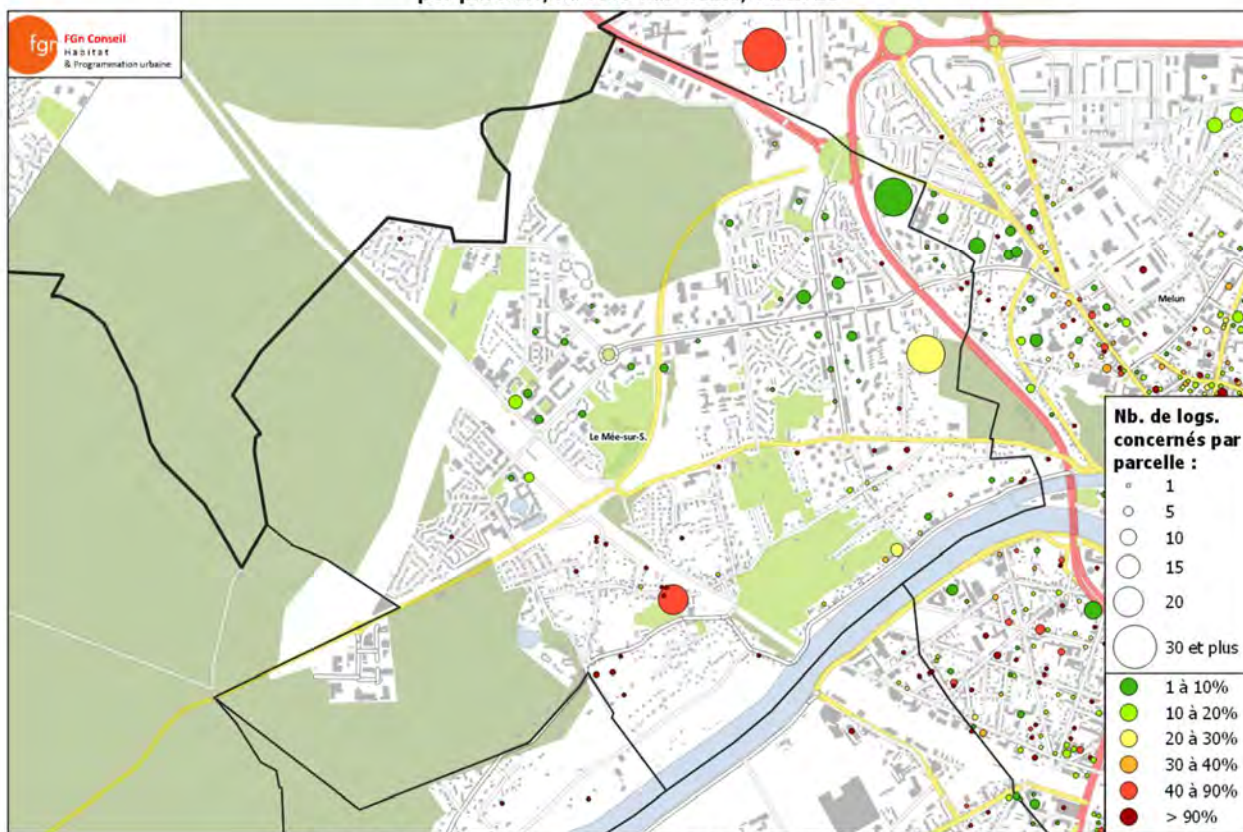 fgn
FGn Conseil
Habitat
& Programmation urbaine
Melun
Le Mée-sur-S.
Nb. de logs.
concernés par
parcelle :
1
5
10
15
20
30 et plus
1 à 10%
10 à 20%
20 à 30%
30 à 40%
40 à 90%
> 90%